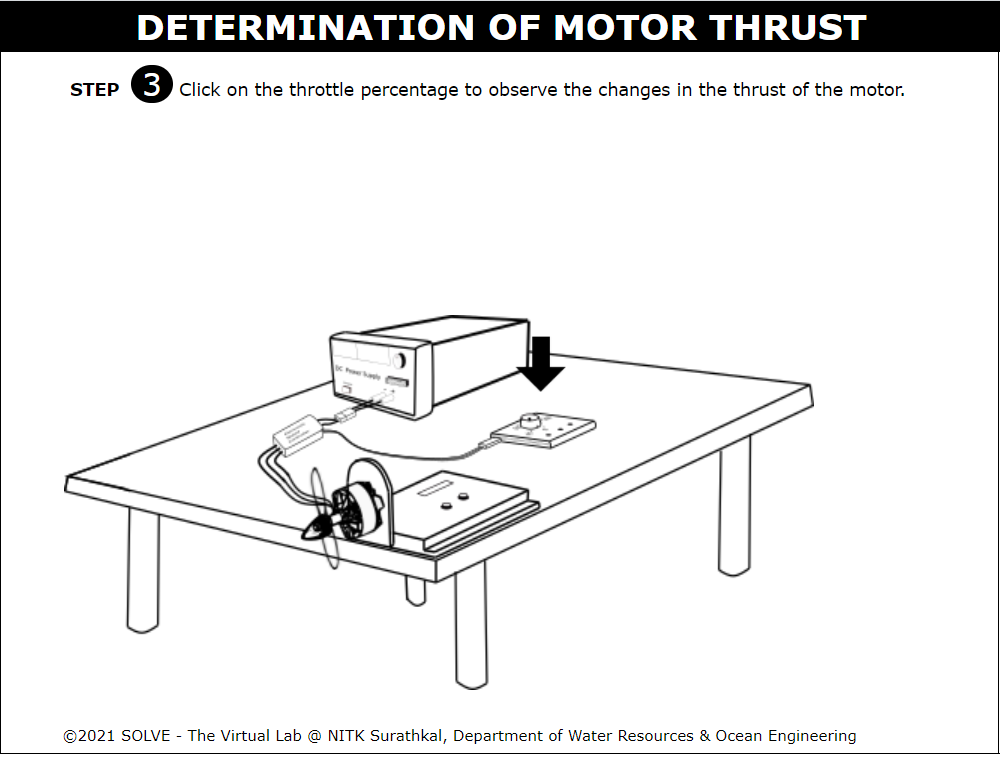 DETERMINATION OF MOTOR THRUST
STEP 3 Click on the throttle percentage to observe the changes in the thrust of the motor.
DC Power Supply
©2021 SOLVE - The Virtual Lab @ NITK Surathkal, Department of Water Resources & Ocean Engineering